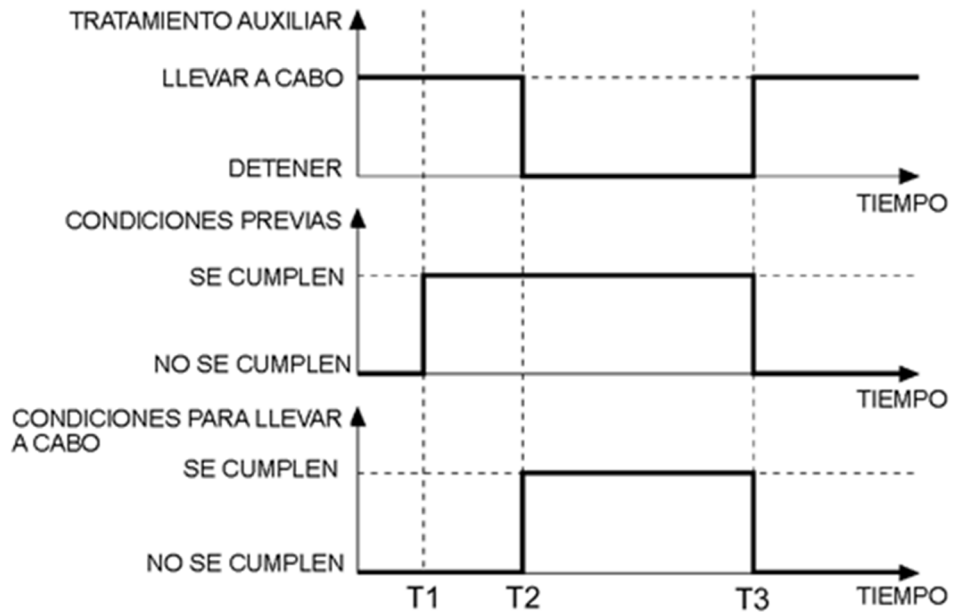 TRATAMIENTO AUXILIAR
LLEVAR A CABO
DETENER
TIEMPO
CONDICIONES PREVIAS
SE CUMPLEN
NO SE CUMPLEN
TIEMPO
CONDICIONES PARA LLEVAR
A CABO
SE CUMPLEN
NO SE CUMPLEN
T1 T2 T3 TIEMPO